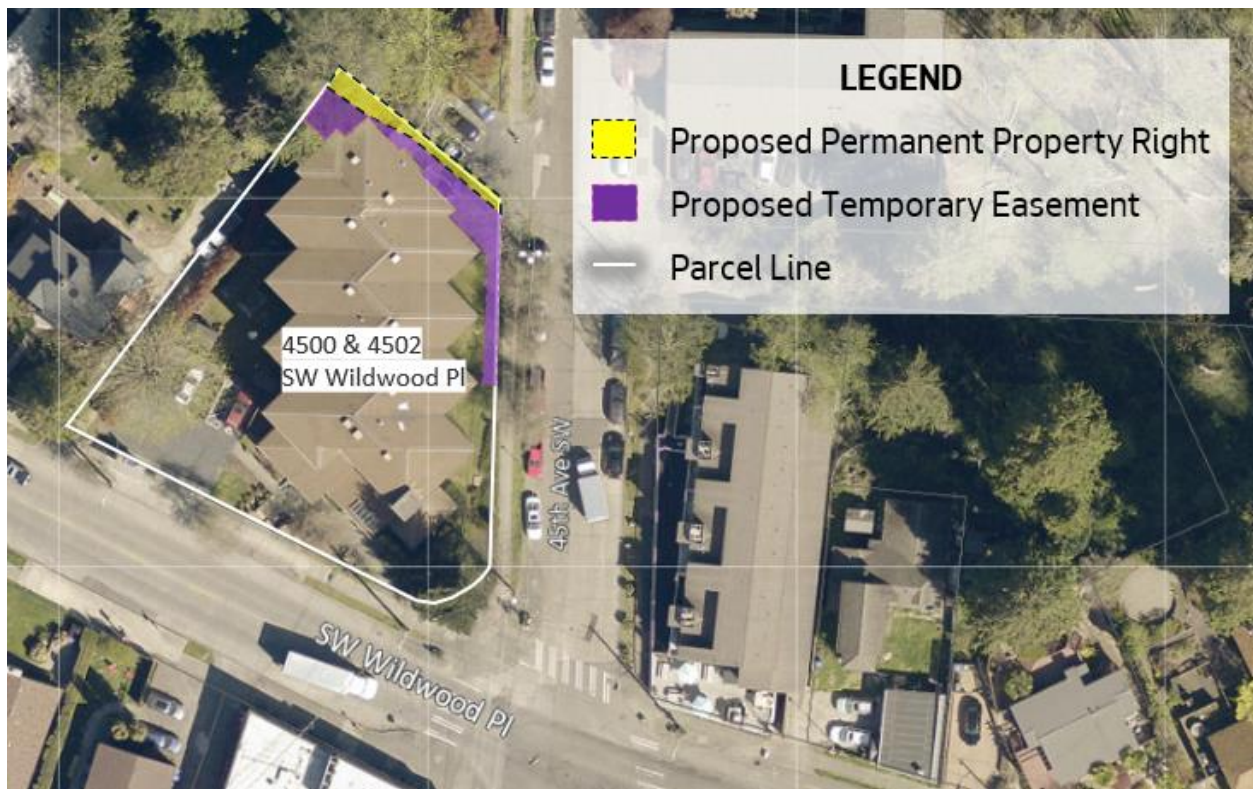 LEGEND
Proposed Permanent Property Right
Proposed Temporary Easement
Parcel Line
4500 & 4502
SW Wildwood Pl
45th Ave SW
SW Wildwood Pl